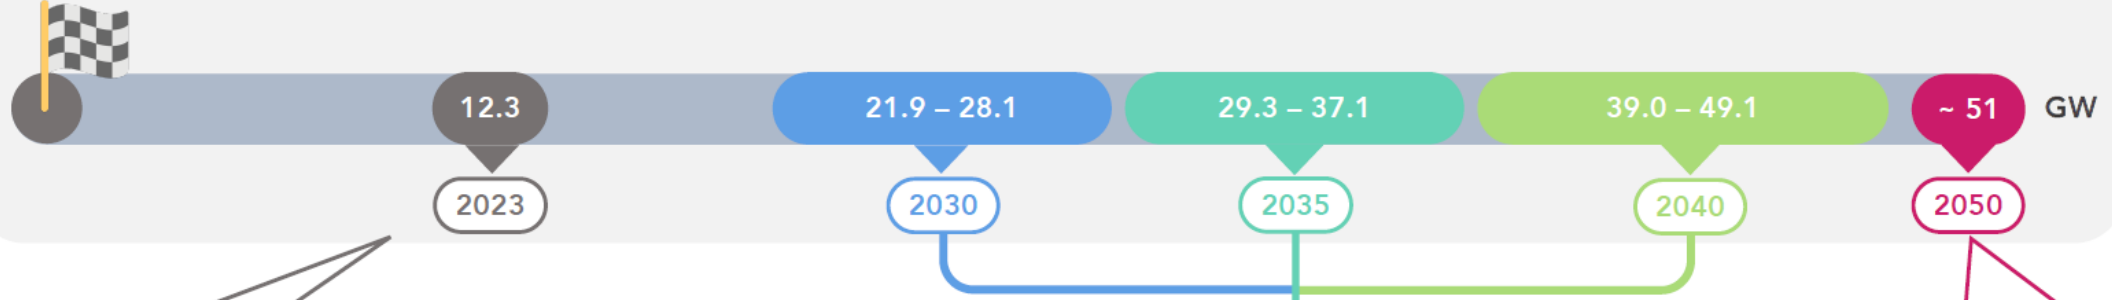 12.3 21.9 – 28.1 29.3 – 37.1 39.0 – 49.1 ~ 51 GW
2023 2030 2035 2040 2050